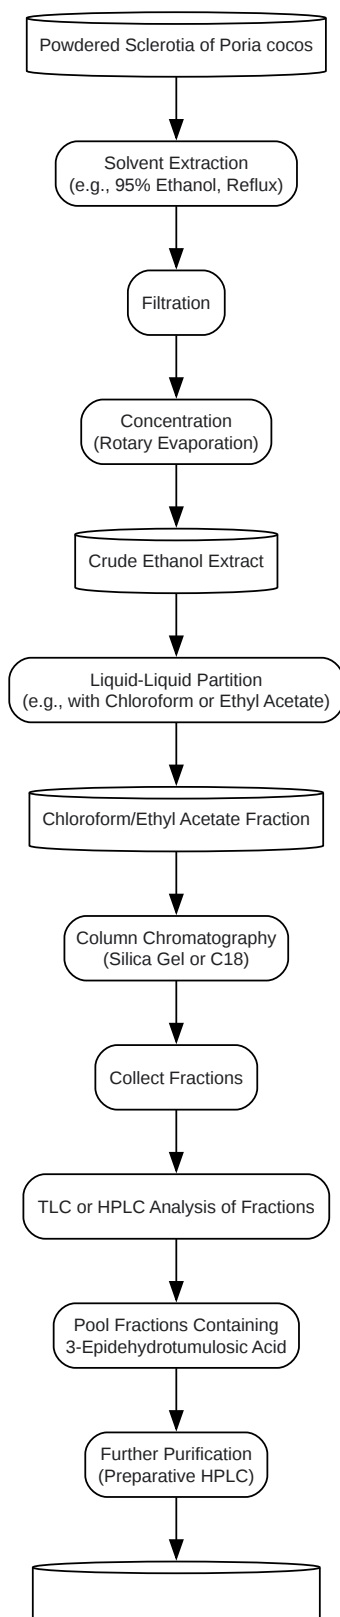 Powdered Sclerotia of Poria cocos
Solvent Extraction
(e.g., 95% Ethanol, Reflux)
Filtration
Concentration
(Rotary Evaporation)
Crude Ethanol Extract
Liquid-Liquid Partition
(e.g., with Chloroform or Ethyl Acetate)
Chloroform/Ethyl Acetate Fraction
Column Chromatography
(Silica Gel or C18)
Collect Fractions
TLC or HPLC Analysis of Fractions
Pool Fractions Containing
3-Epidehydrotumulosic Acid
Further Purification
(Preparative HPLC)